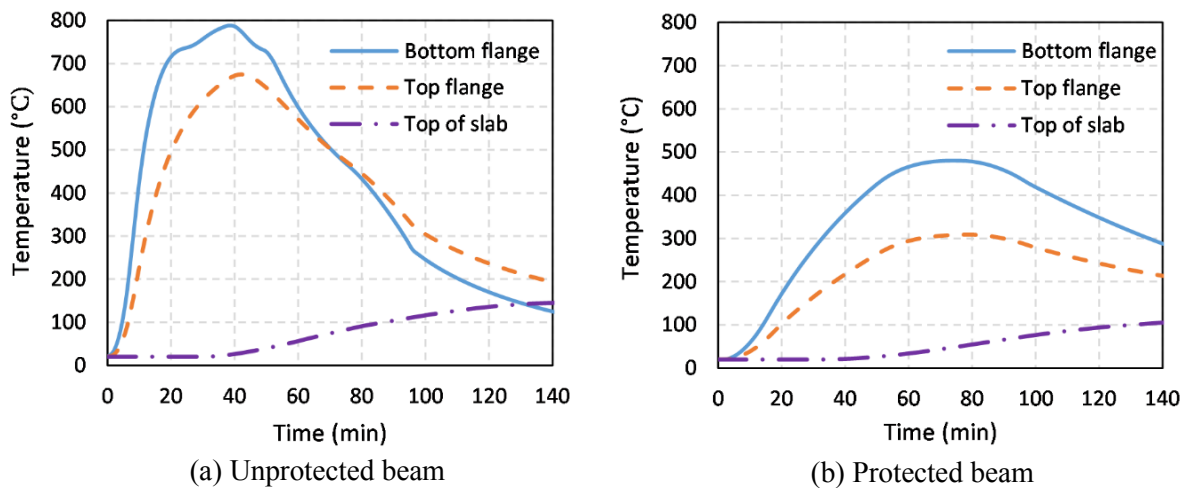 800
700
600
500
400
300
200
100
0
Temperature (°C)
Bottom flange
Top flange
Top of slab
0 20 40 60 80 100 120 140
Time (min)
(a) Unprotected beam
800
700
600
500
400
300
200
100
0
Temperature (°C)
Bottom flange
Top flange
Top of slab
0 20 40 60 80 100 120 140
Time (min)
(b) Protected beam